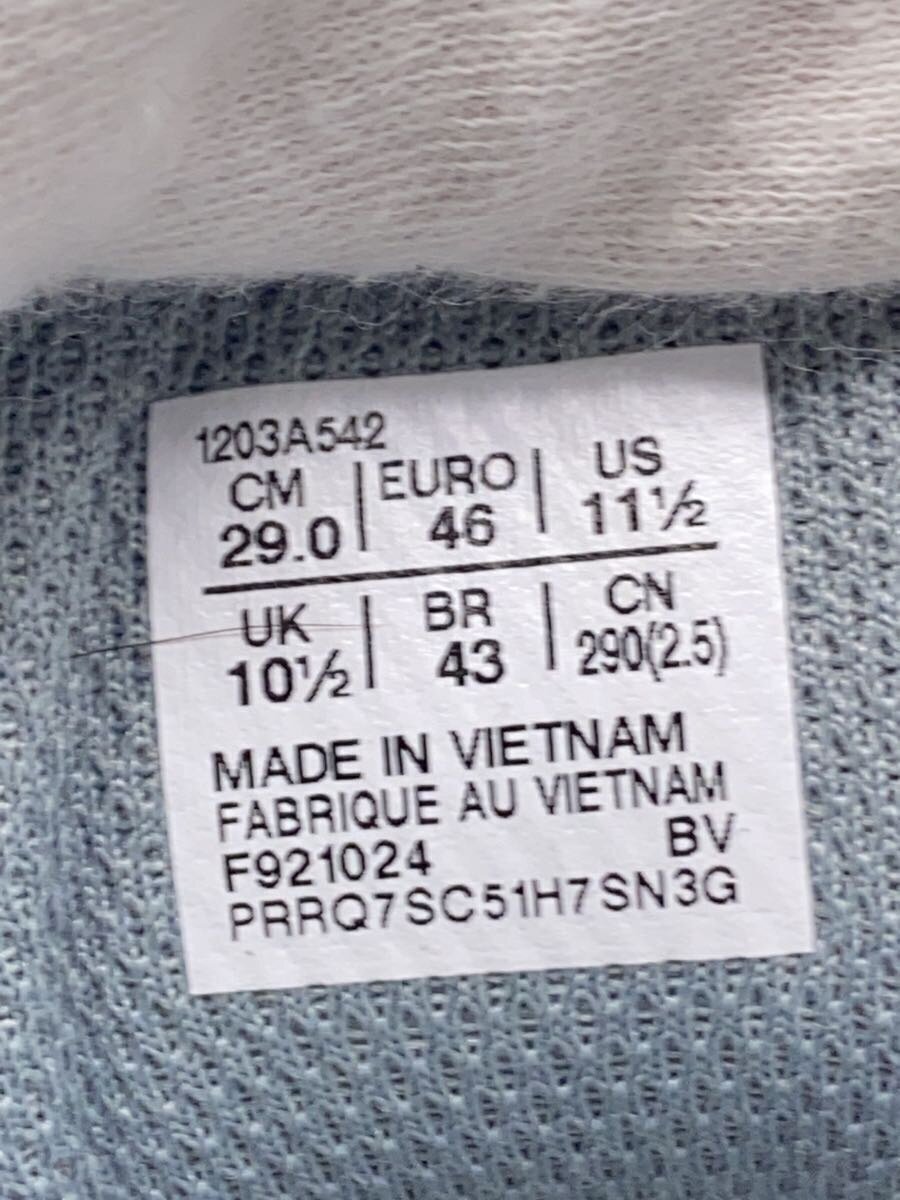 1203A542
CM EURO US
29.0 46 11½
UK BR CN
10½ 43 290(2.5)
MADE IN VIETNAM
FABRIQUE AU VIETNAM
F921024 BV
PRRQ7SC51H7SN3G